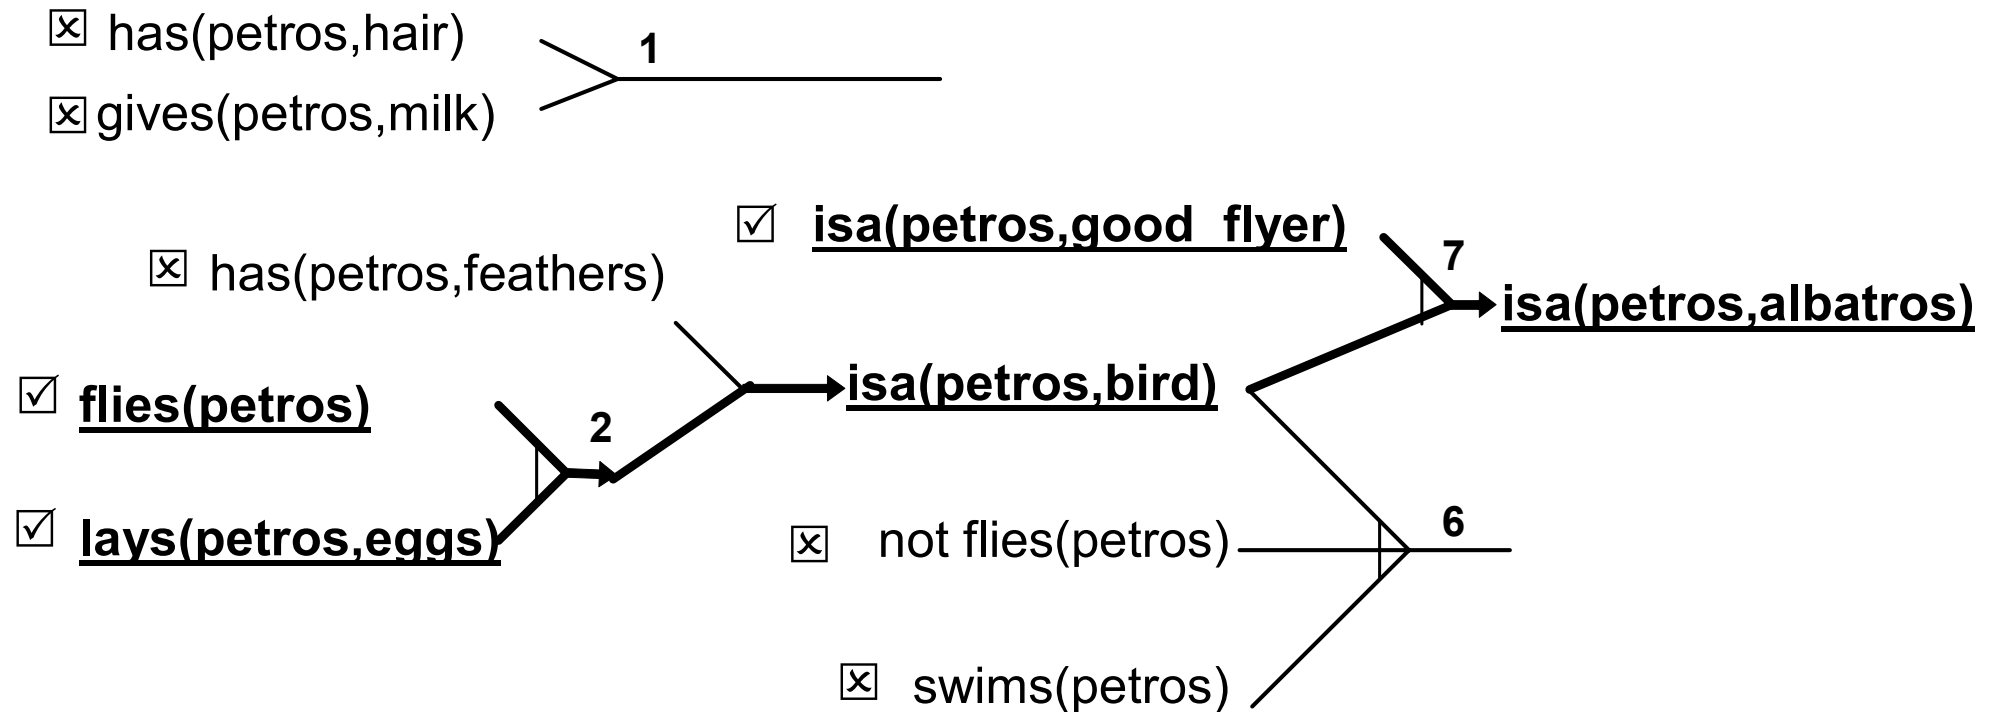 has(petros,hair)
1
gives(petros,milk)
isa(petros,good_flyer)
7
has(petros,feathers)
isa(petros,albatros)
isa(petros,bird)
flies(petros)
2
lays(petros,eggs)
not flies(petros)
6
swims(petros)